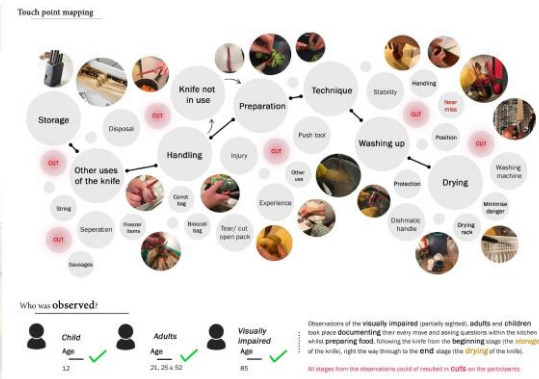 Touch point mapping
Knife not
in use
Technique
Preparation
Stability
Handling
Near
miss
Storage
Disposal
CUT
CUT
Position
CUT
Push tool
Washing up
Handling
Injury
CUT
CUT
Other uses
of the knife
Other
use
Washing
machine
Protection
Drying
String
Carrot
bag
Experience
Minimise
danger
Seperation
Freezer
items
Broccoli
bag
Tear/ cut
open pack
Dishmatic
handle
Drying
rack
CUT
Sausages
Who was observed?
Child
Age
12
Adults
Age
21, 25 & 52
Visually
impaired
Age
85
Observations of the visually impaired (partially sighted), adults and children
took place documenting their every move and asking questions within the kitchen
whilst preparing food, following the knife from the beginning stage (the storage
of the knife), right the way through to the end stage (the drying of the knife).
All stages from the observations could of resulted in cuts on the participants.